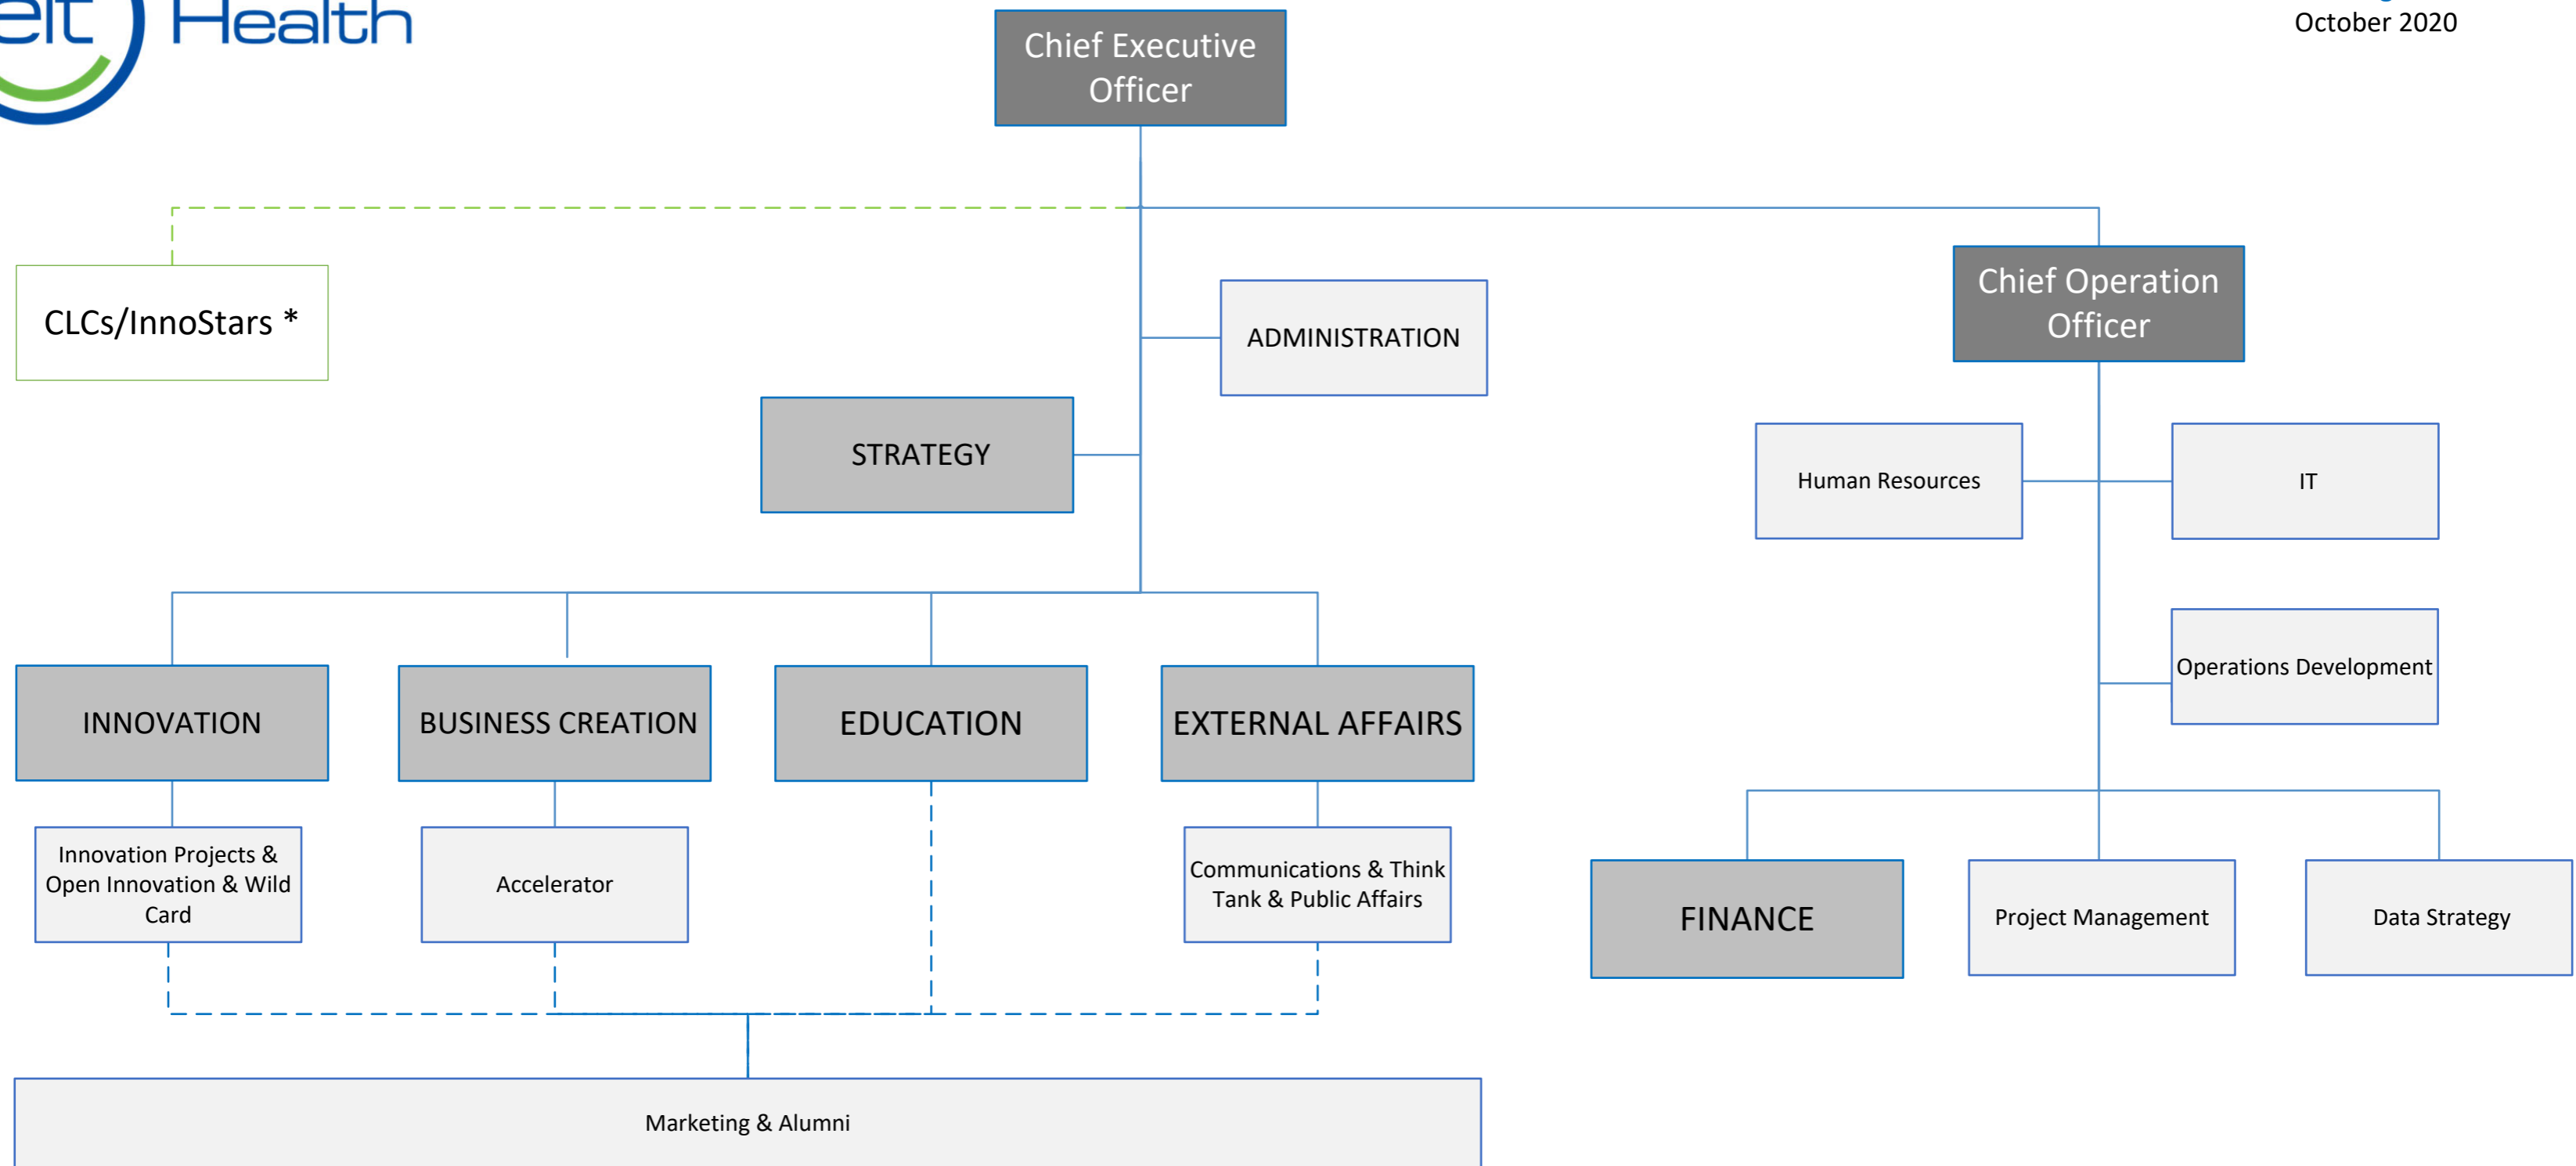 eit Health
October 2020
Chief Executive
Officer
CLCs/InnoStars *
ADMINISTRATION
Chief Operation
Officer
STRATEGY
Human Resources
IT
Operations Development
INNOVATION
BUSINESS CREATION
EDUCATION
EXTERNAL AFFAIRS
Innovation Projects &
Open Innovation & Wild
Card
Accelerator
Communications & Think
Tank & Public Affairs
FINANCE
Project Management
Data Strategy
Marketing & Alumni